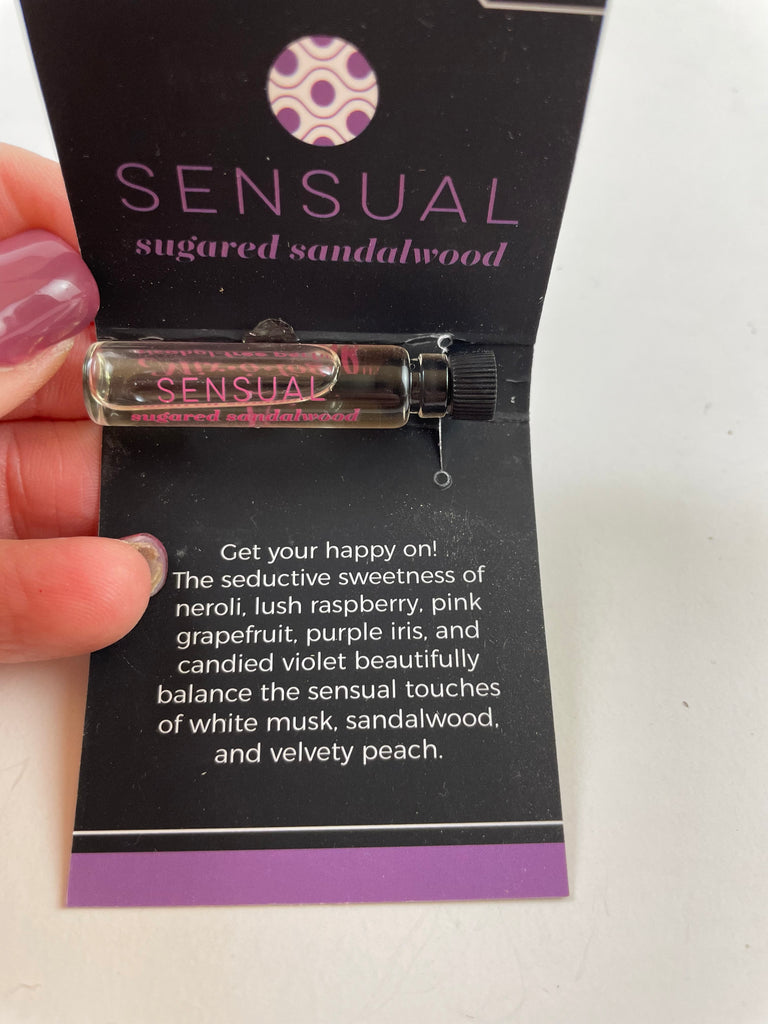 SENSUAL
sugared sandalwood
SENSUAL
sugared sandalwood
Get your happy on!
The seductive sweetness of
neroli, lush raspberry, pink
grapefruit, purple iris, and
candied violet beautifully
balance the sensual touches
of white musk, sandalwood,
and velvety peach.